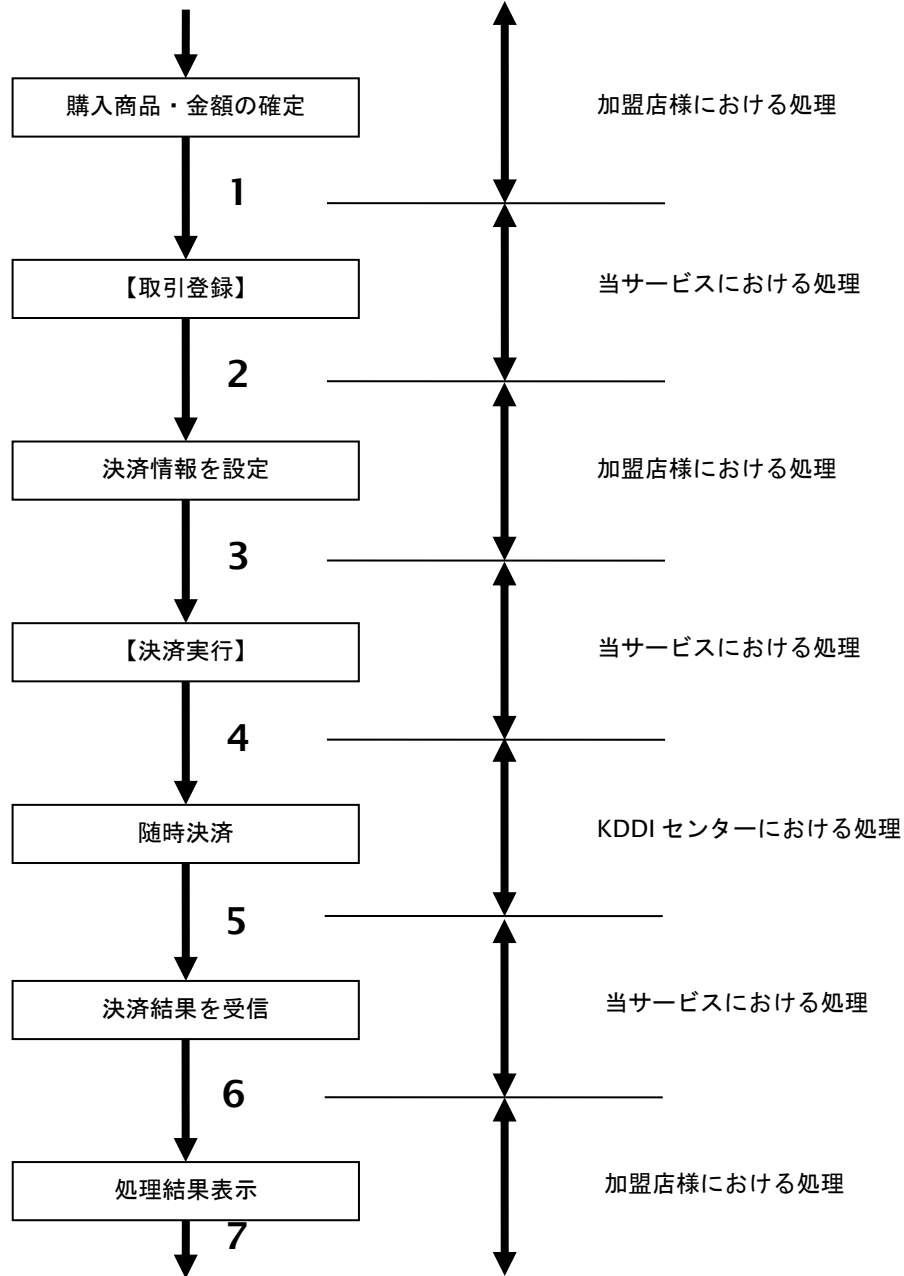 購入商品・金額の確定
加盟店様における処理
1
【取引登録】
当サービスにおける処理
2
決済情報を設定
加盟店様における処理
3
【決済実行】
当サービスにおける処理
4
随時決済
KDDI センターにおける処理
5
決済結果を受信
当サービスにおける処理
6
処理結果表示
加盟店様における処理
7